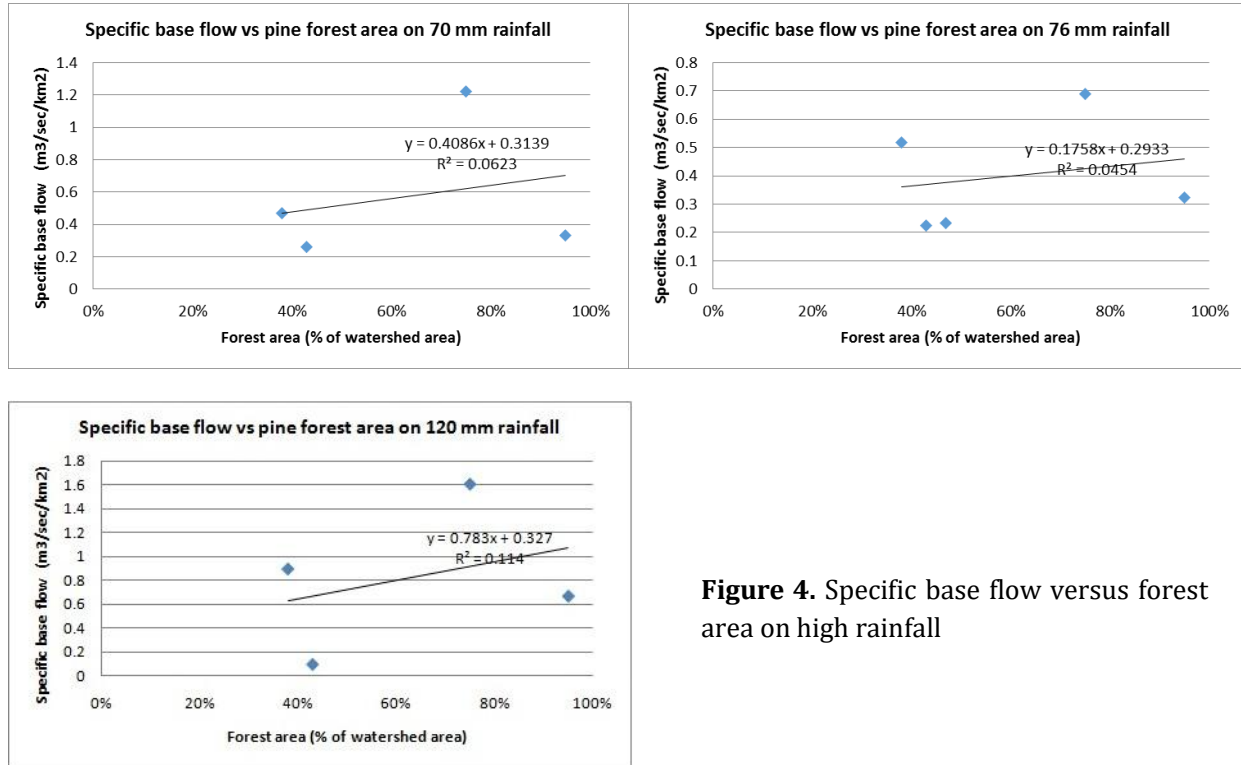 Specific base flow vs pine forest area on 70 mm rainfall
Specific base flow (m3/sec/km2)
1.4
1.2
1
0.8
0.6
0.4
0.2
0
y = 0.4086x + 0.3139
R² = 0.0623
0%
20%
40%
60%
80%
100%
Forest area (% of watershed area)
Specific base flow vs pine forest area on 76 mm rainfall
Specific base flow (m3/sec/km2)
0.8
0.7
0.6
0.5
0.4
0.3
0.2
0.1
0
y = 0.1758x + 0.2933
R² = 0.0454
0%
20%
40%
60%
80%
100%
Forest area (% of watershed area)
Specific base flow vs pine forest area on 120 mm rainfall
Specific base flow (m3/sec/km2)
1.8
1.6
1.4
1.2
1
0.8
0.6
0.4
0.2
0
y = 0.783x + 0.327
R² = 0.114
0%
20%
40%
60%
80%
100%
Forest area (% of watershed area)
Figure 4. Specific base flow versus forest
area on high rainfall